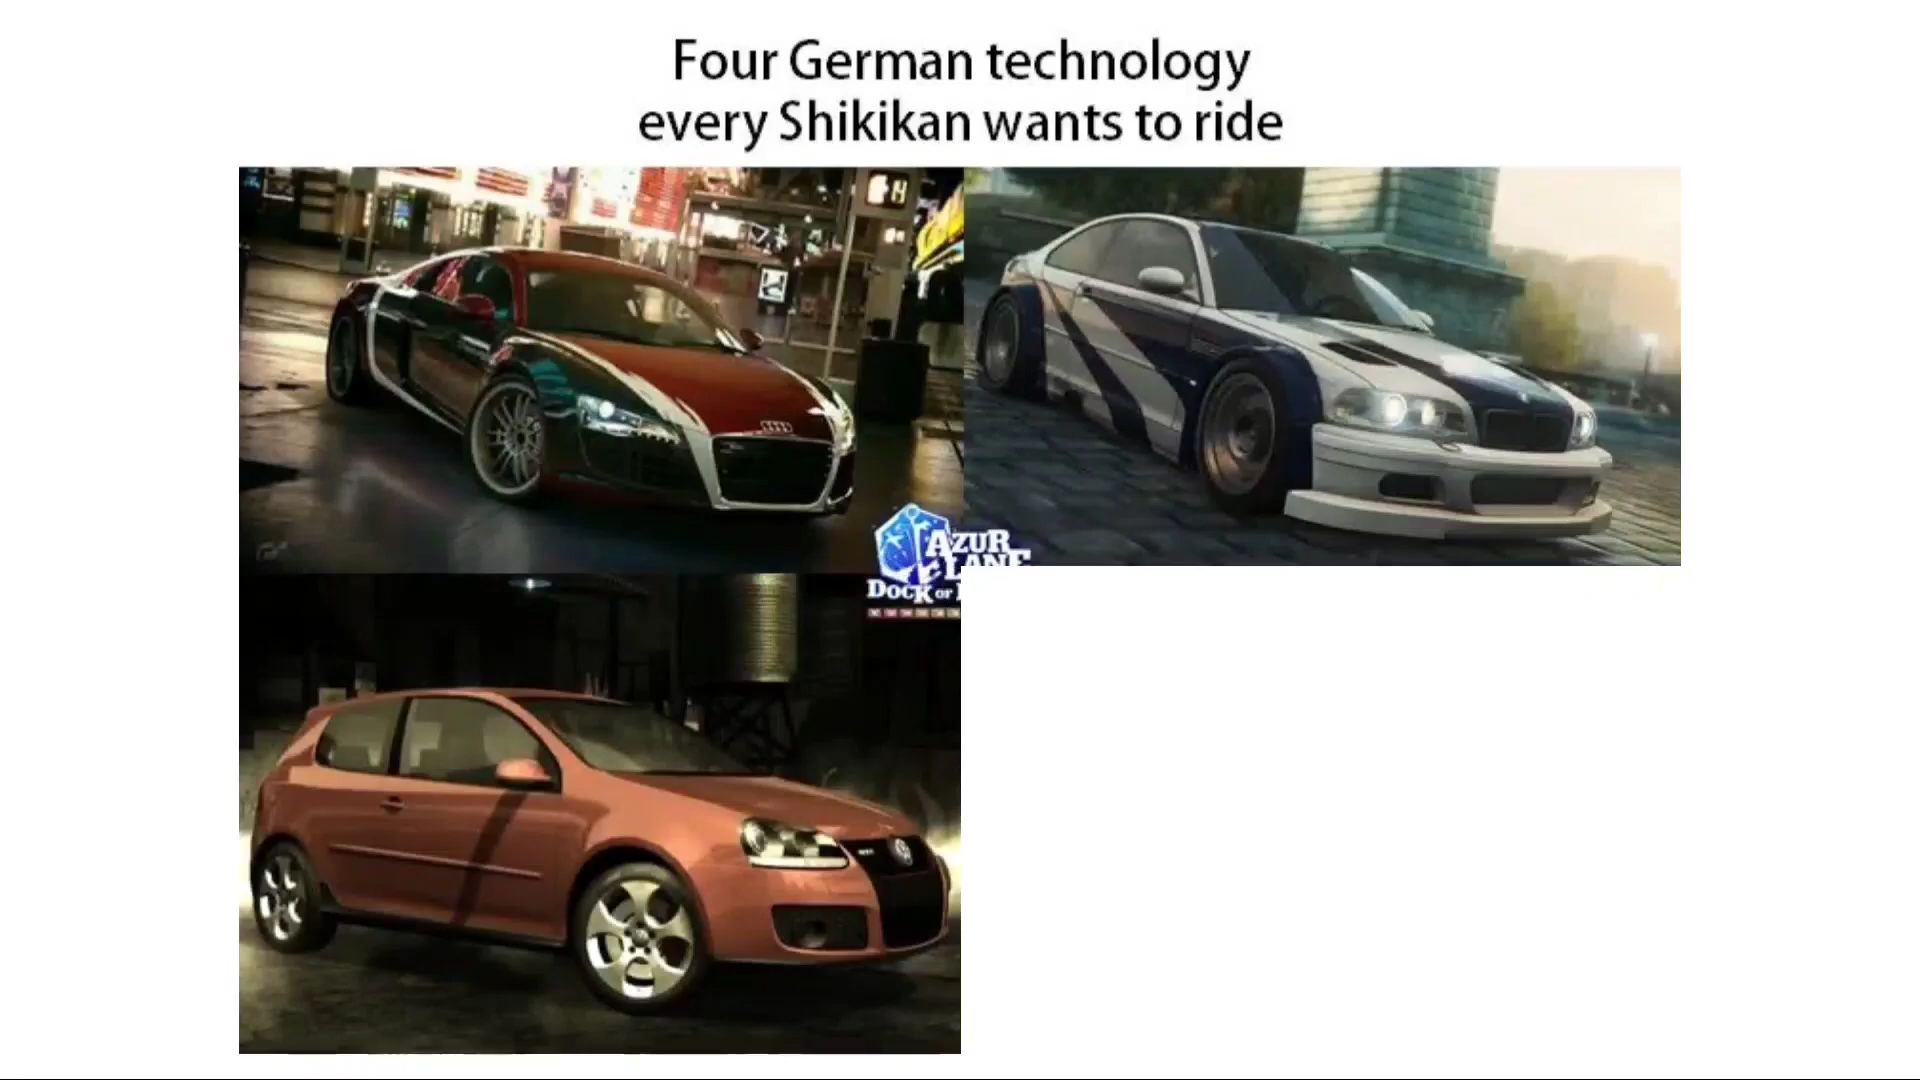 Four German technology
every Shikikan wants to ride
AZUR
LANE
DOCK OF